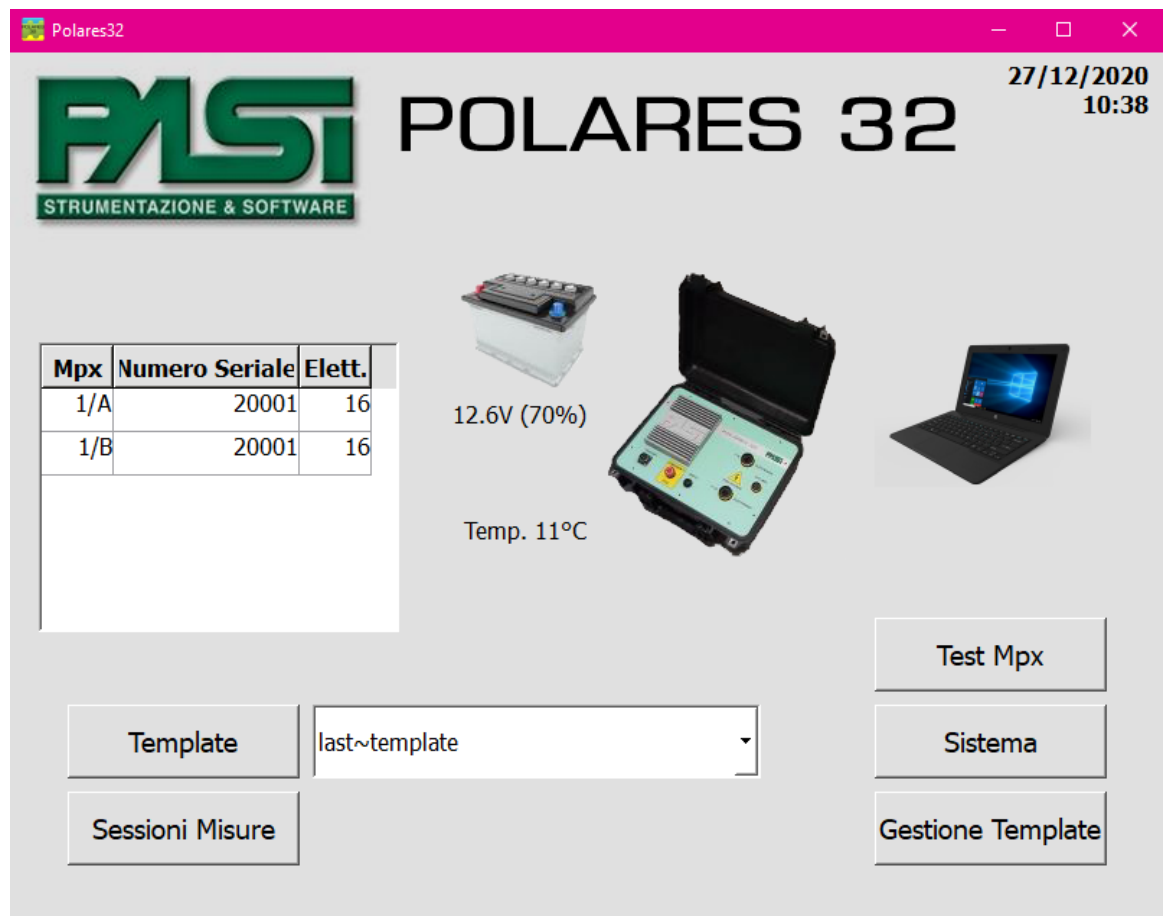 Polares32
27/12/2020
10:38
PASI
STRUMENTAZIONE & SOFTWARE
POLARES 32
Mpx Numero Seriale Elett.
1/A 20001 16
1/B 20001 16
12.6V (70%)
Temp. 11°C
Test Mpx
Template last~template
Sistema
Sessioni Misure
Gestione Template